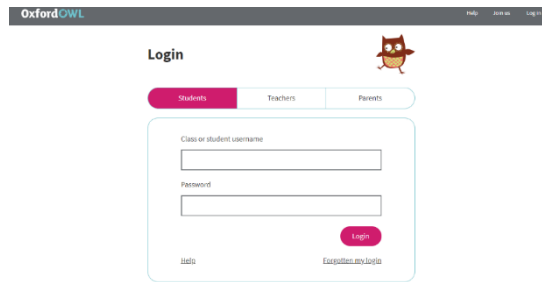 OxfordOWL
Help Join us Log in
Login
Students Teachers Parents
Class or student username
Password
Login
Help Forgotten my login